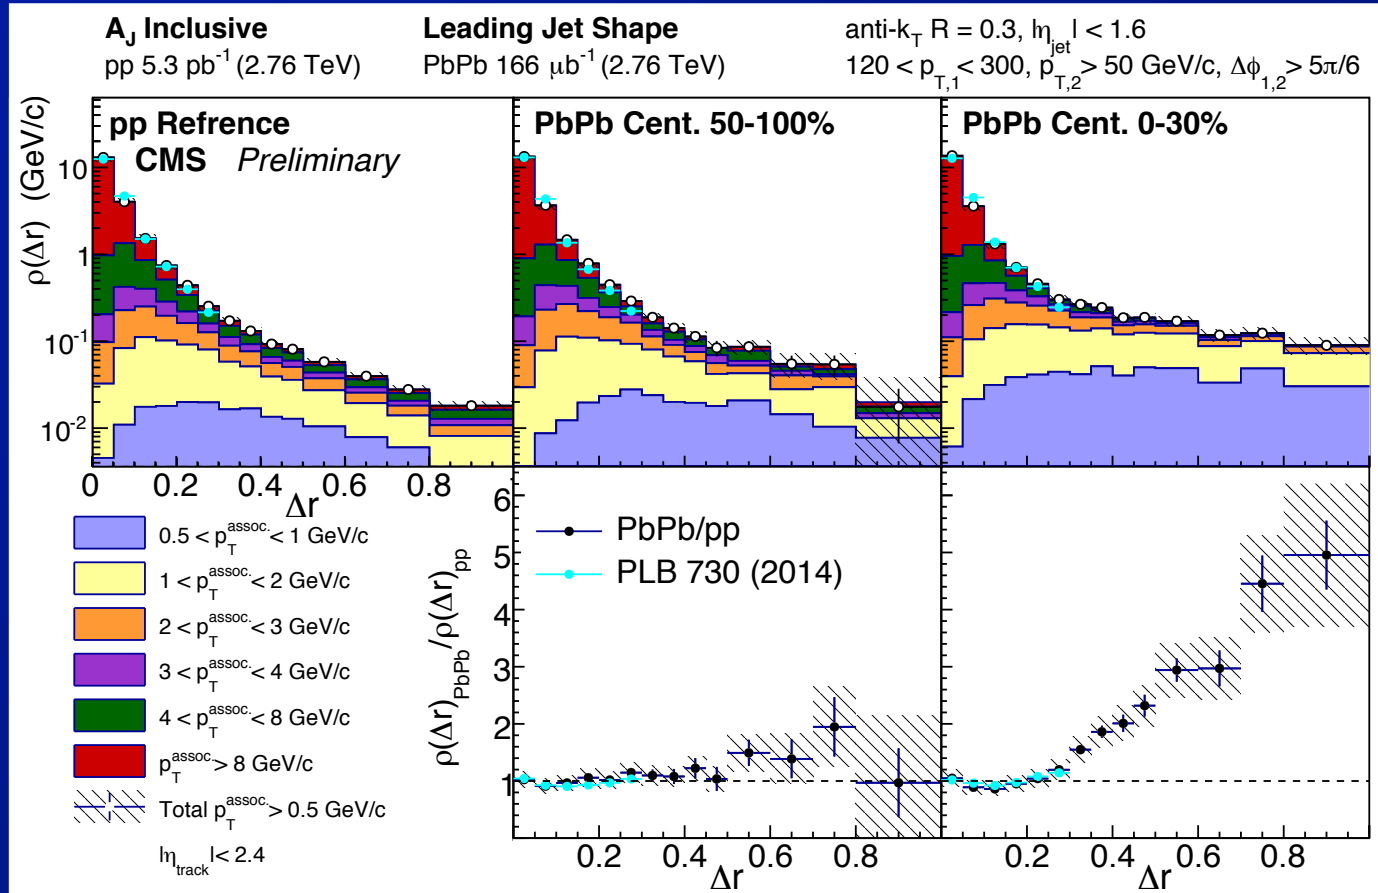 A_J Inclusive
pp 5.3 pb⁻¹ (2.76 TeV)
Leading Jet Shape
PbPb 166 μb⁻¹ (2.76 TeV)
anti-k_T R = 0.3, |η_jet| < 1.6
120 < p_T,1 < 300, p_T,2 > 50 GeV/c, Δϕ_1,2 > 5π/6
ρ(Δr) (GeV/c)
pp Refrence
CMS Preliminary
PbPb Cent. 50-100%
PbPb Cent. 0-30%
10
1
10⁻¹
10⁻²
0 0.2 0.4 0.6 0.8
Δr
0.5 < p_T^assoc. < 1 GeV/c
1 < p_T^assoc. < 2 GeV/c
2 < p_T^assoc. < 3 GeV/c
3 < p_T^assoc. < 4 GeV/c
4 < p_T^assoc. < 8 GeV/c
p_T^assoc. > 8 GeV/c
Total p_T^assoc. > 0.5 GeV/c
|η_track| < 2.4
ρ(Δr)_PbPb/ρ(Δr)_pp
6
5
4
3
2
1
PbPb/pp
PLB 730 (2014)
0.2 0.4 0.6 0.8
Δr
0.2 0.4 0.6 0.8
Δr